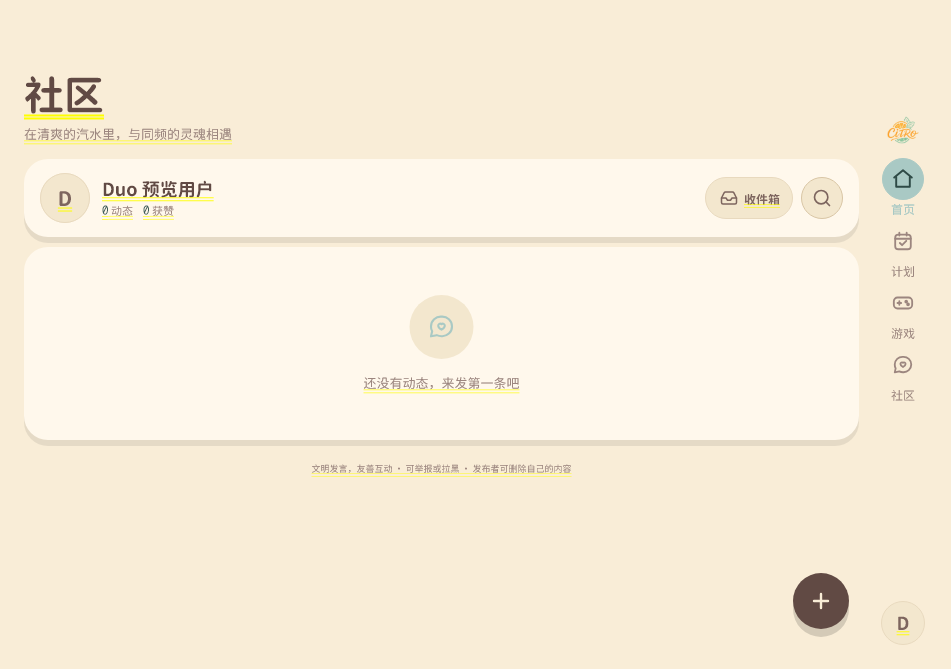 社区
在清爽的汽水里，与同频的灵魂相遇
D
Duo 预览用户
0 动态 0 获赞
收件箱
还没有动态，来发第一条吧
文明发言，友善互动 · 可举报或拉黑 · 发布者可删除自己的内容
Citro
首页
计划
游戏
社区
D